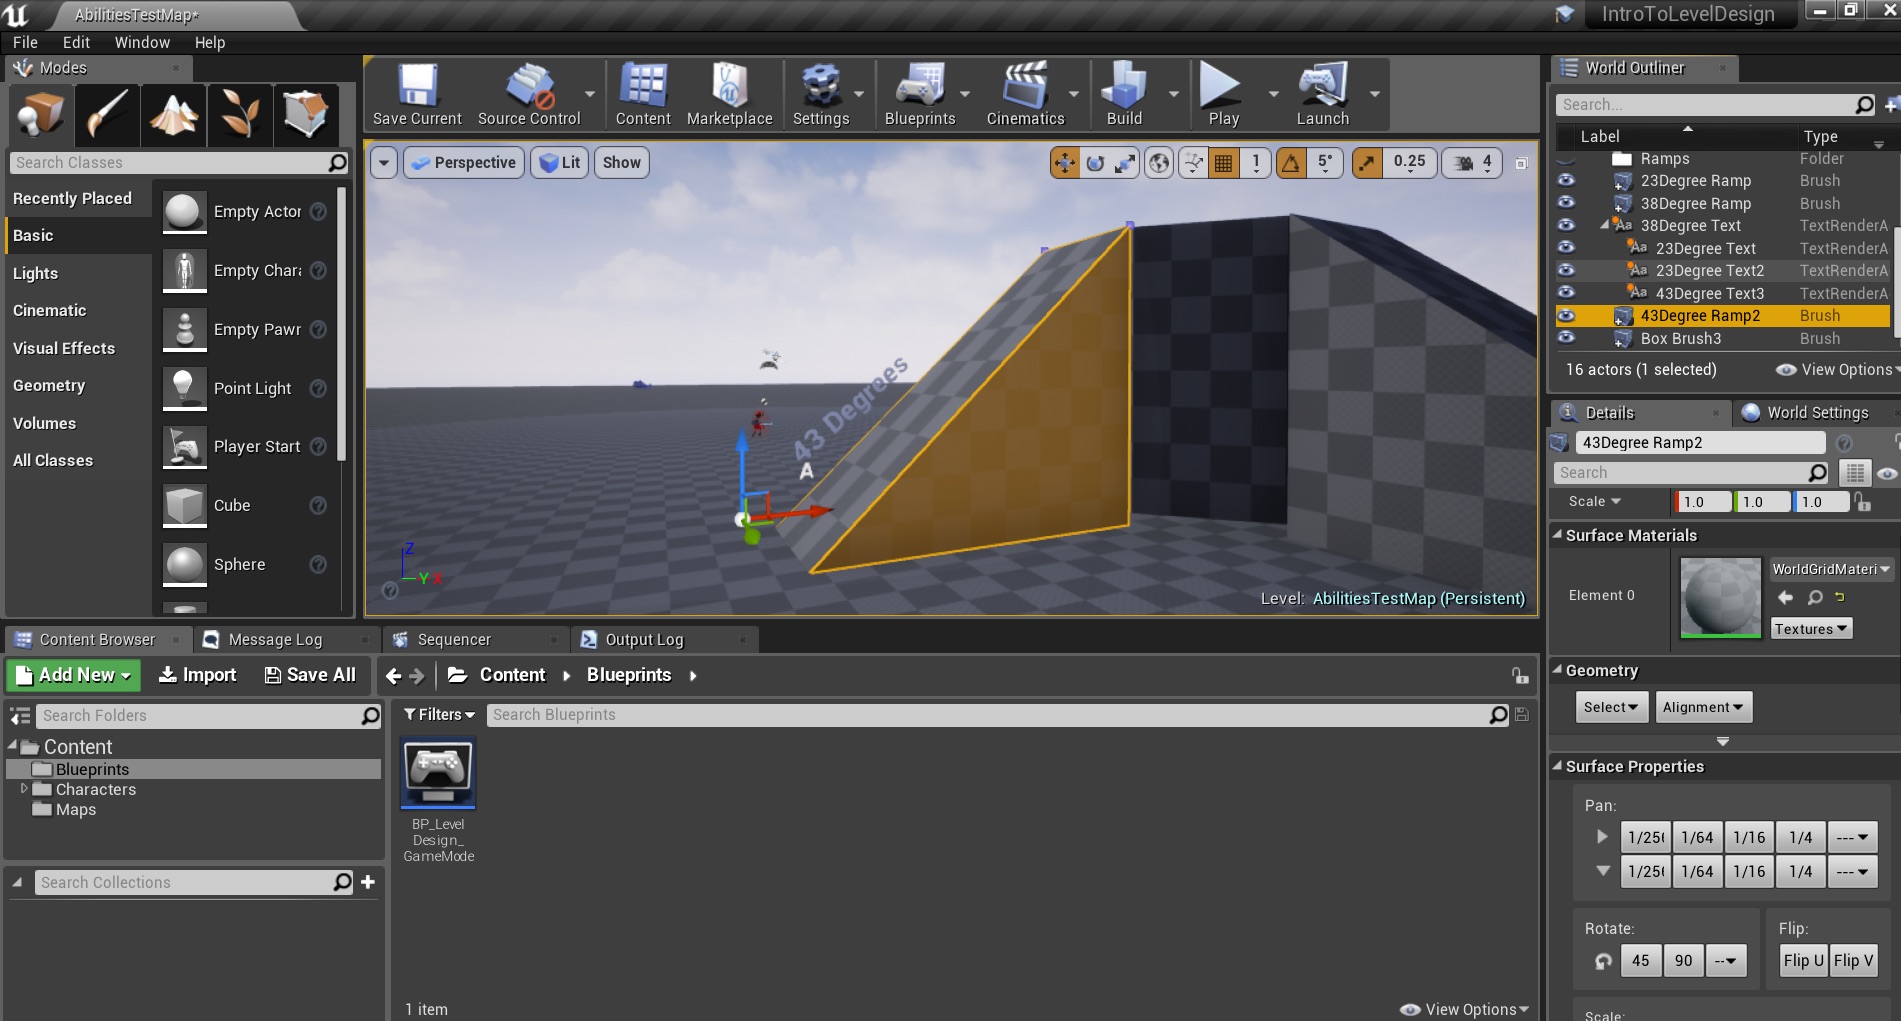 AbilitiesTestMap*
IntroToLevelDesign
File Edit Window Help
Modes
Search Classes
Recently Placed
Basic
Lights
Cinematic
Visual Effects
Geometry
Volumes
All Classes
Empty Actor
Empty Chara
Empty Pawn
Point Light
Player Start
Cube
Sphere
Save Current
Source Control
Content
Marketplace
Settings
Blueprints
Cinematics
Build
Play
Launch
Perspective
Lit
Show
1
5°
0.25
4
43 Degrees
A
Z
Y X
Level: AbilitiesTestMap (Persistent)
World Outliner
Search...
Label Type
Ramps Folder
23Degree Ramp Brush
38Degree Ramp Brush
38Degree Text TextRenderA
23Degree Text TextRenderA
23Degree Text2 TextRenderA
43Degree Text3 TextRenderA
43Degree Ramp2 Brush
Box Brush3 Brush
16 actors (1 selected)
View Options
Details
World Settings
43Degree Ramp2
Search
Scale 1.0 1.0 1.0
Surface Materials
Element 0
WorldGridMateri
Textures
Geometry
Select Alignment
Surface Properties
Pan:
1/256 1/64 1/16 1/4 ---
1/256 1/64 1/16 1/4 ---
Rotate:
Flip:
45 90 --
Flip U Flip V
Scale:
Content Browser
Message Log
Sequencer
Output Log
Add New Import Save All
Content Blueprints
Search Folders
Filters
Search Blueprints
Content
Blueprints
Characters
Maps
Search Collections
BP_Level
Design_
GameMode
1 item
View Options